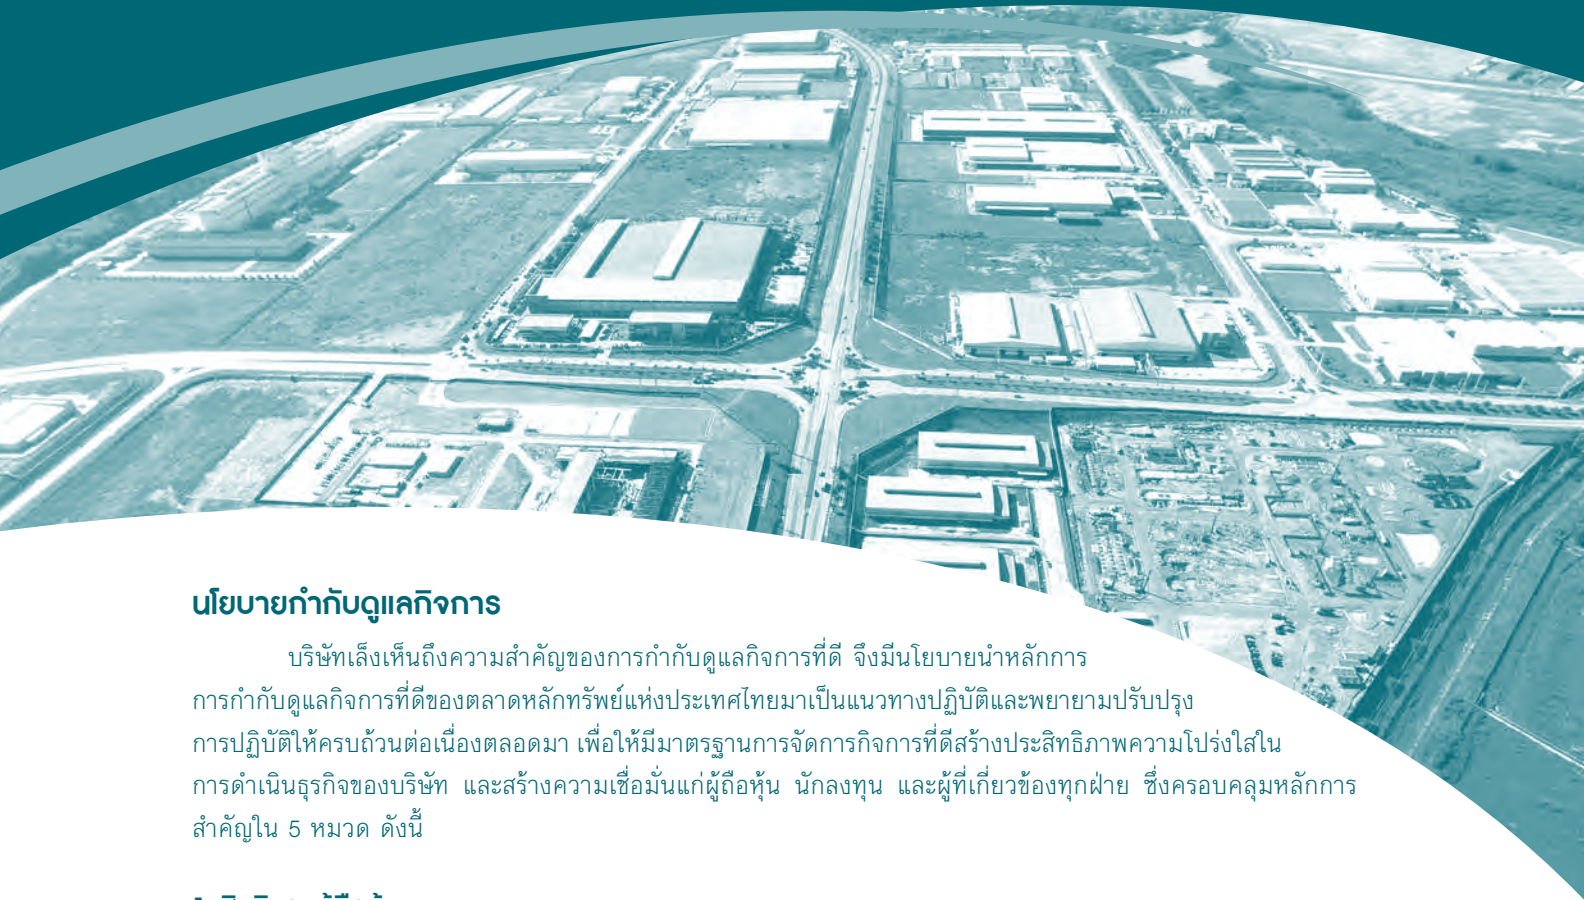 นโยบายกำกับดูแลกิจการ
บริษัทเล็งเห็นถึงความสำคัญของการกำกับดูแลกิจการที่ดี จึงมีนโยบายนำหลักการ
การกำกับดูแลกิจการที่ดีของตลาดหลักทรัพย์แห่งประเทศไทยมาเป็นแนวทางปฏิบัติและพยายามปรับปรุง
การปฏิบัติให้ครบถ้วนต่อเนื่องตลอดมา เพื่อให้มีมาตรฐานการจัดการกิจการที่ดีสร้างประสิทธิภาพความโปร่งใสใน
การดำเนินธุรกิจของบริษัท และสร้างความเชื่อมั่นแก่ผู้ถือหุ้น นักลงทุน และผู้ที่เกี่ยวข้องทุกฝ่าย ซึ่งครอบคลุมหลักการ
สำคัญใน 5 หมวด ดังนี้